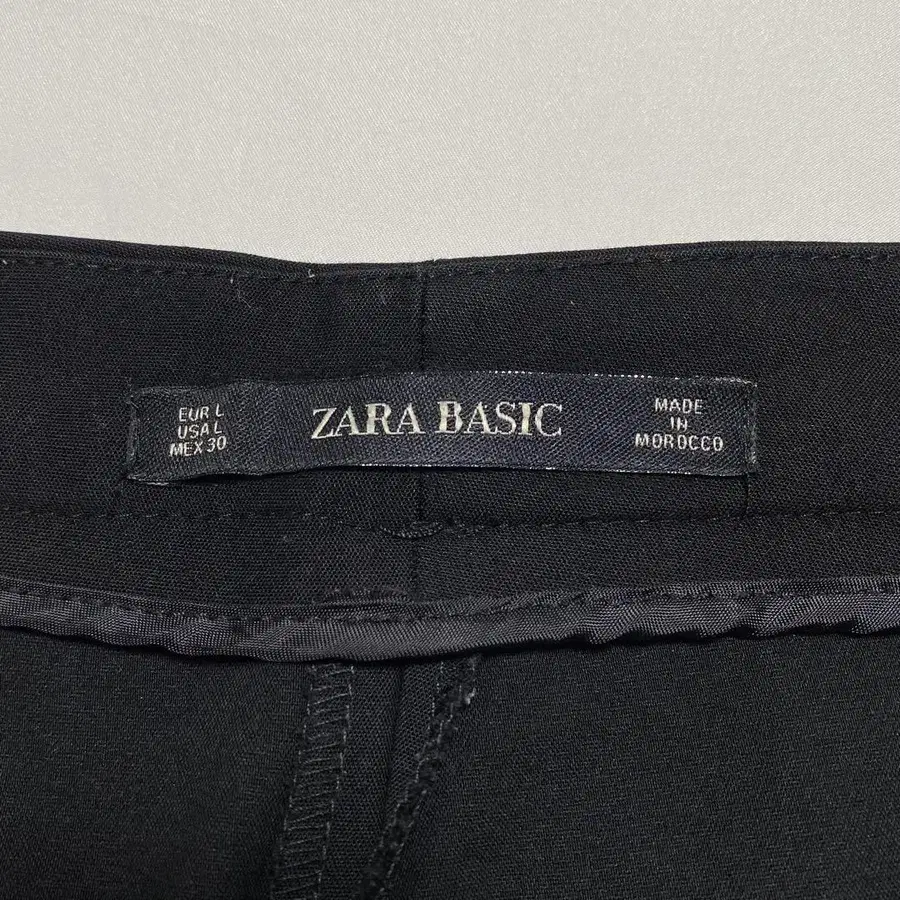 EUR L
USA L
MEX 30
ZARA BASIC
MADE
IN
MOROCCO